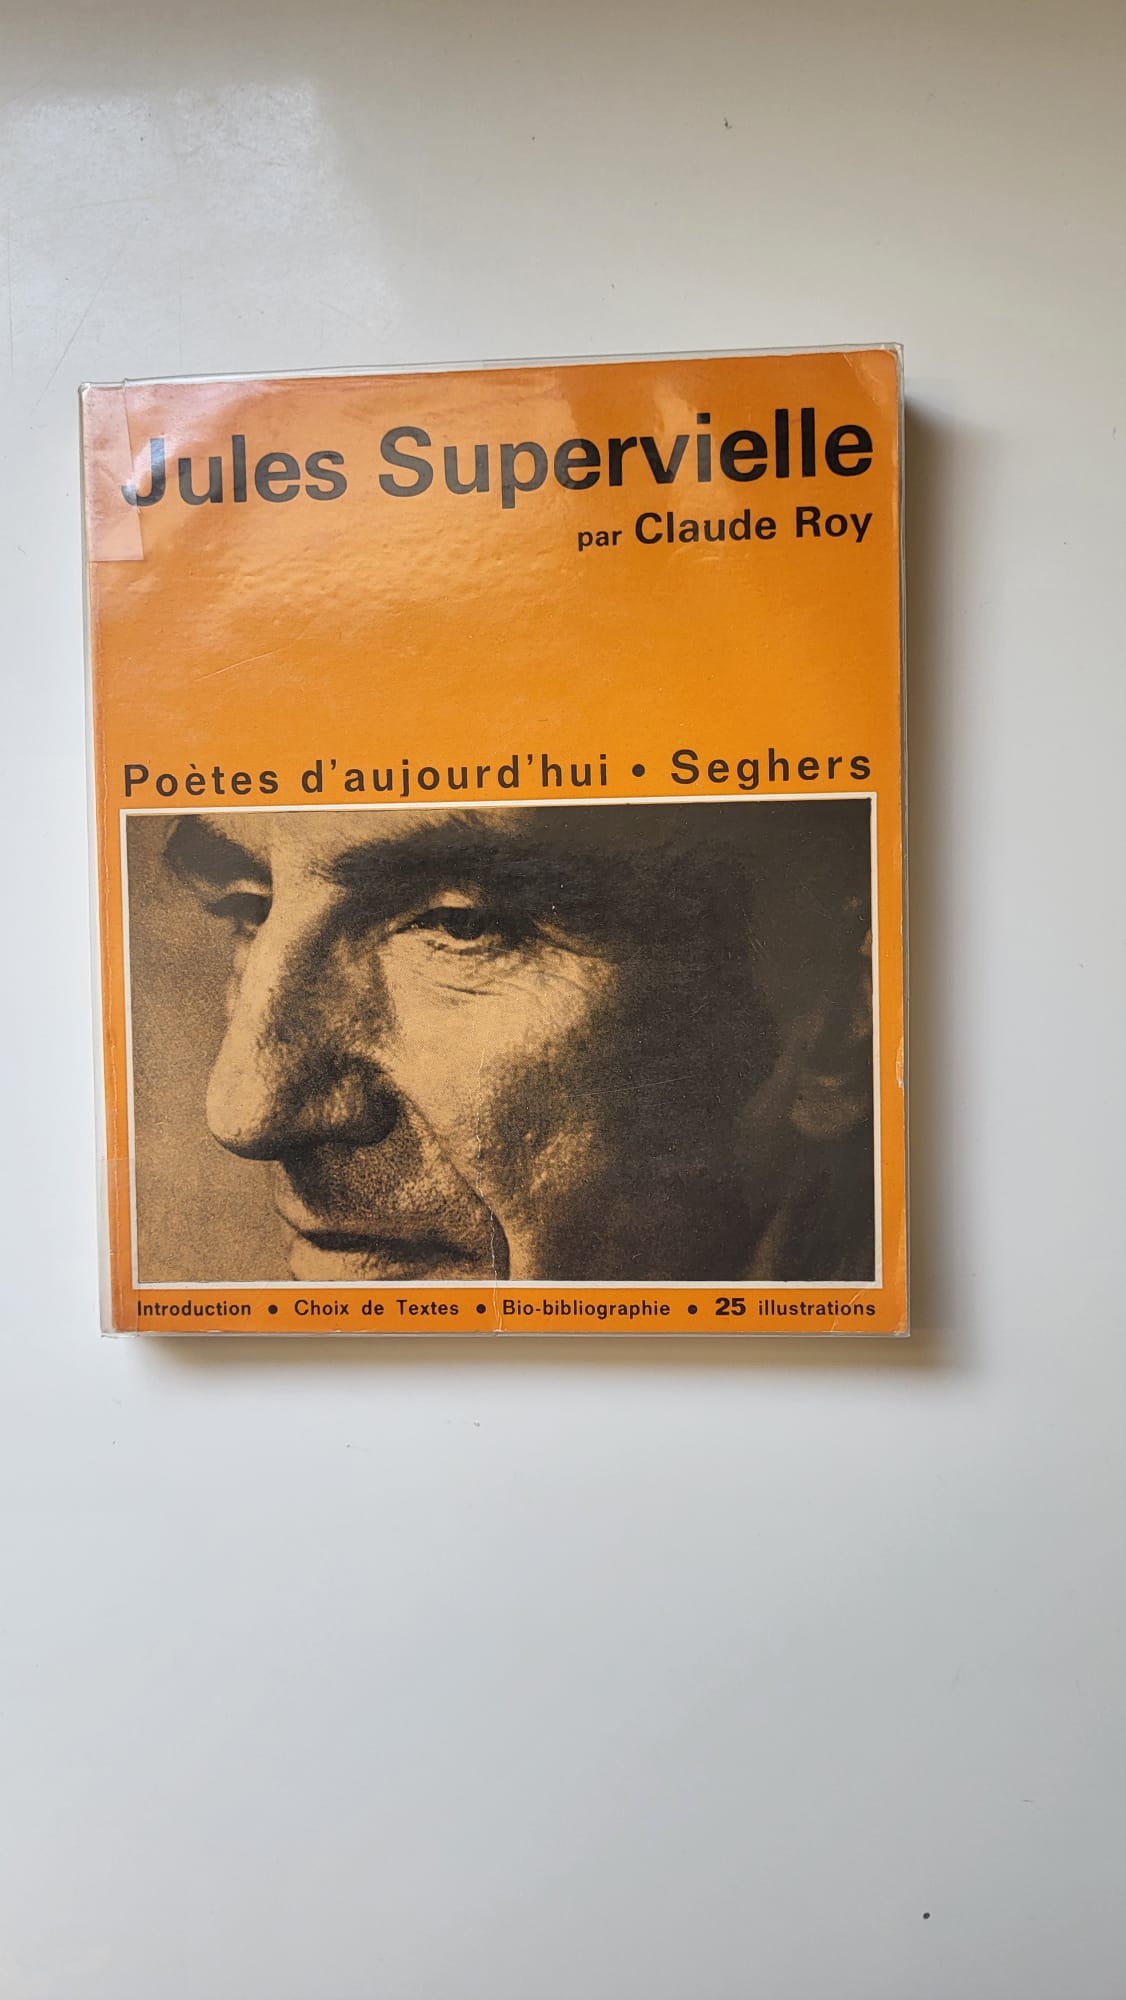 Jules Supervielle
par Claude Roy
Poètes d'aujourd'hui • Seghers
Introduction • Choix de Textes • Bio-bibliographie • 25 illustrations